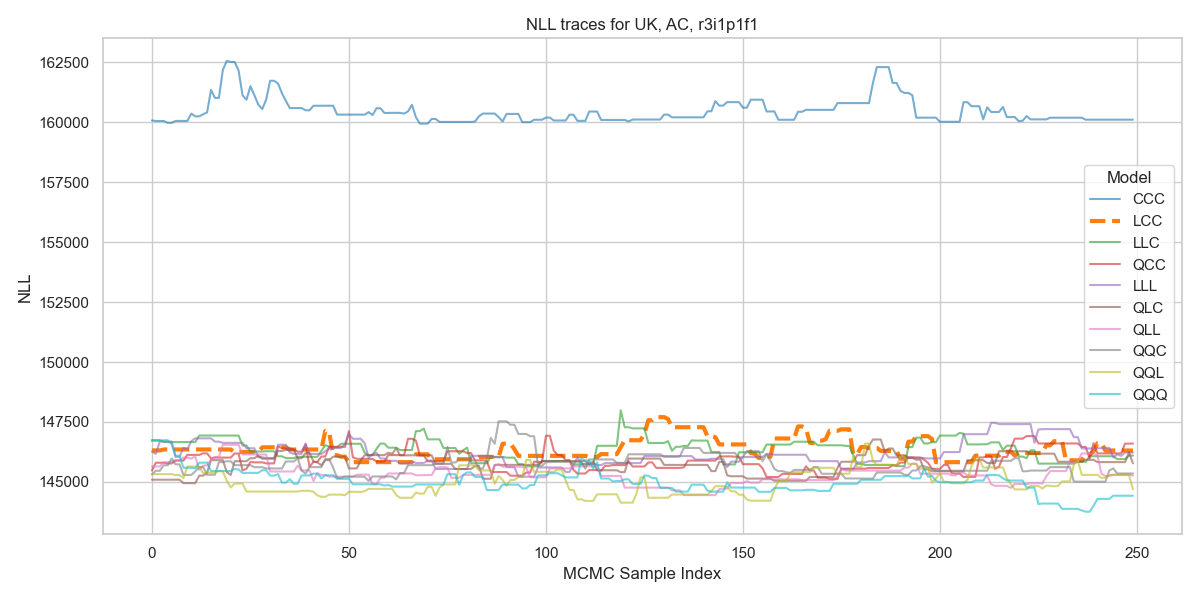 NLL traces for UK, AC, r3i1p1f1
162500
160000
157500
155000
152500
150000
147500
145000
NLL
0
50
100
150
200
250
MCMC Sample Index
Model
CCC
LCC
LLC
QCC
LLL
QLC
QLL
QQC
QQL
QQQ